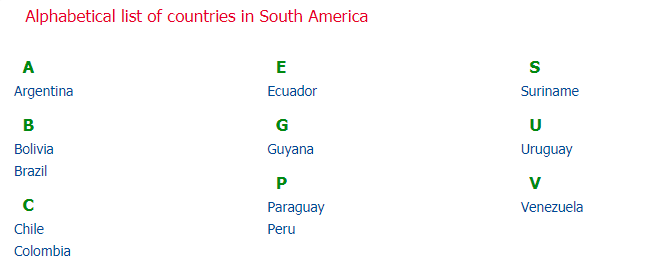 Alphabetical list of countries in South America
A
Argentina
B
Bolivia
Brazil
C
Chile
Colombia
E
Ecuador
G
Guyana
P
Paraguay
Peru
S
Suriname
U
Uruguay
V
Venezuela